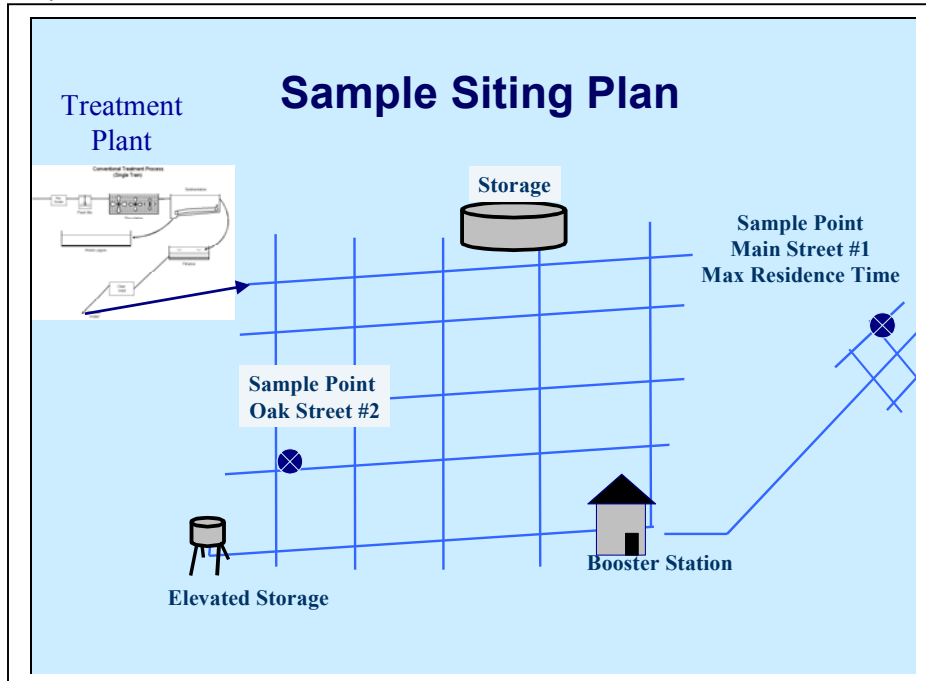 Sample Siting Plan
Treatment
Plant
Conventional Treatment Process
(Single Train)
Storage
Sample Point
Main Street #1
Max Residence Time
Sample Point
Oak Street #2
Booster Station
Elevated Storage